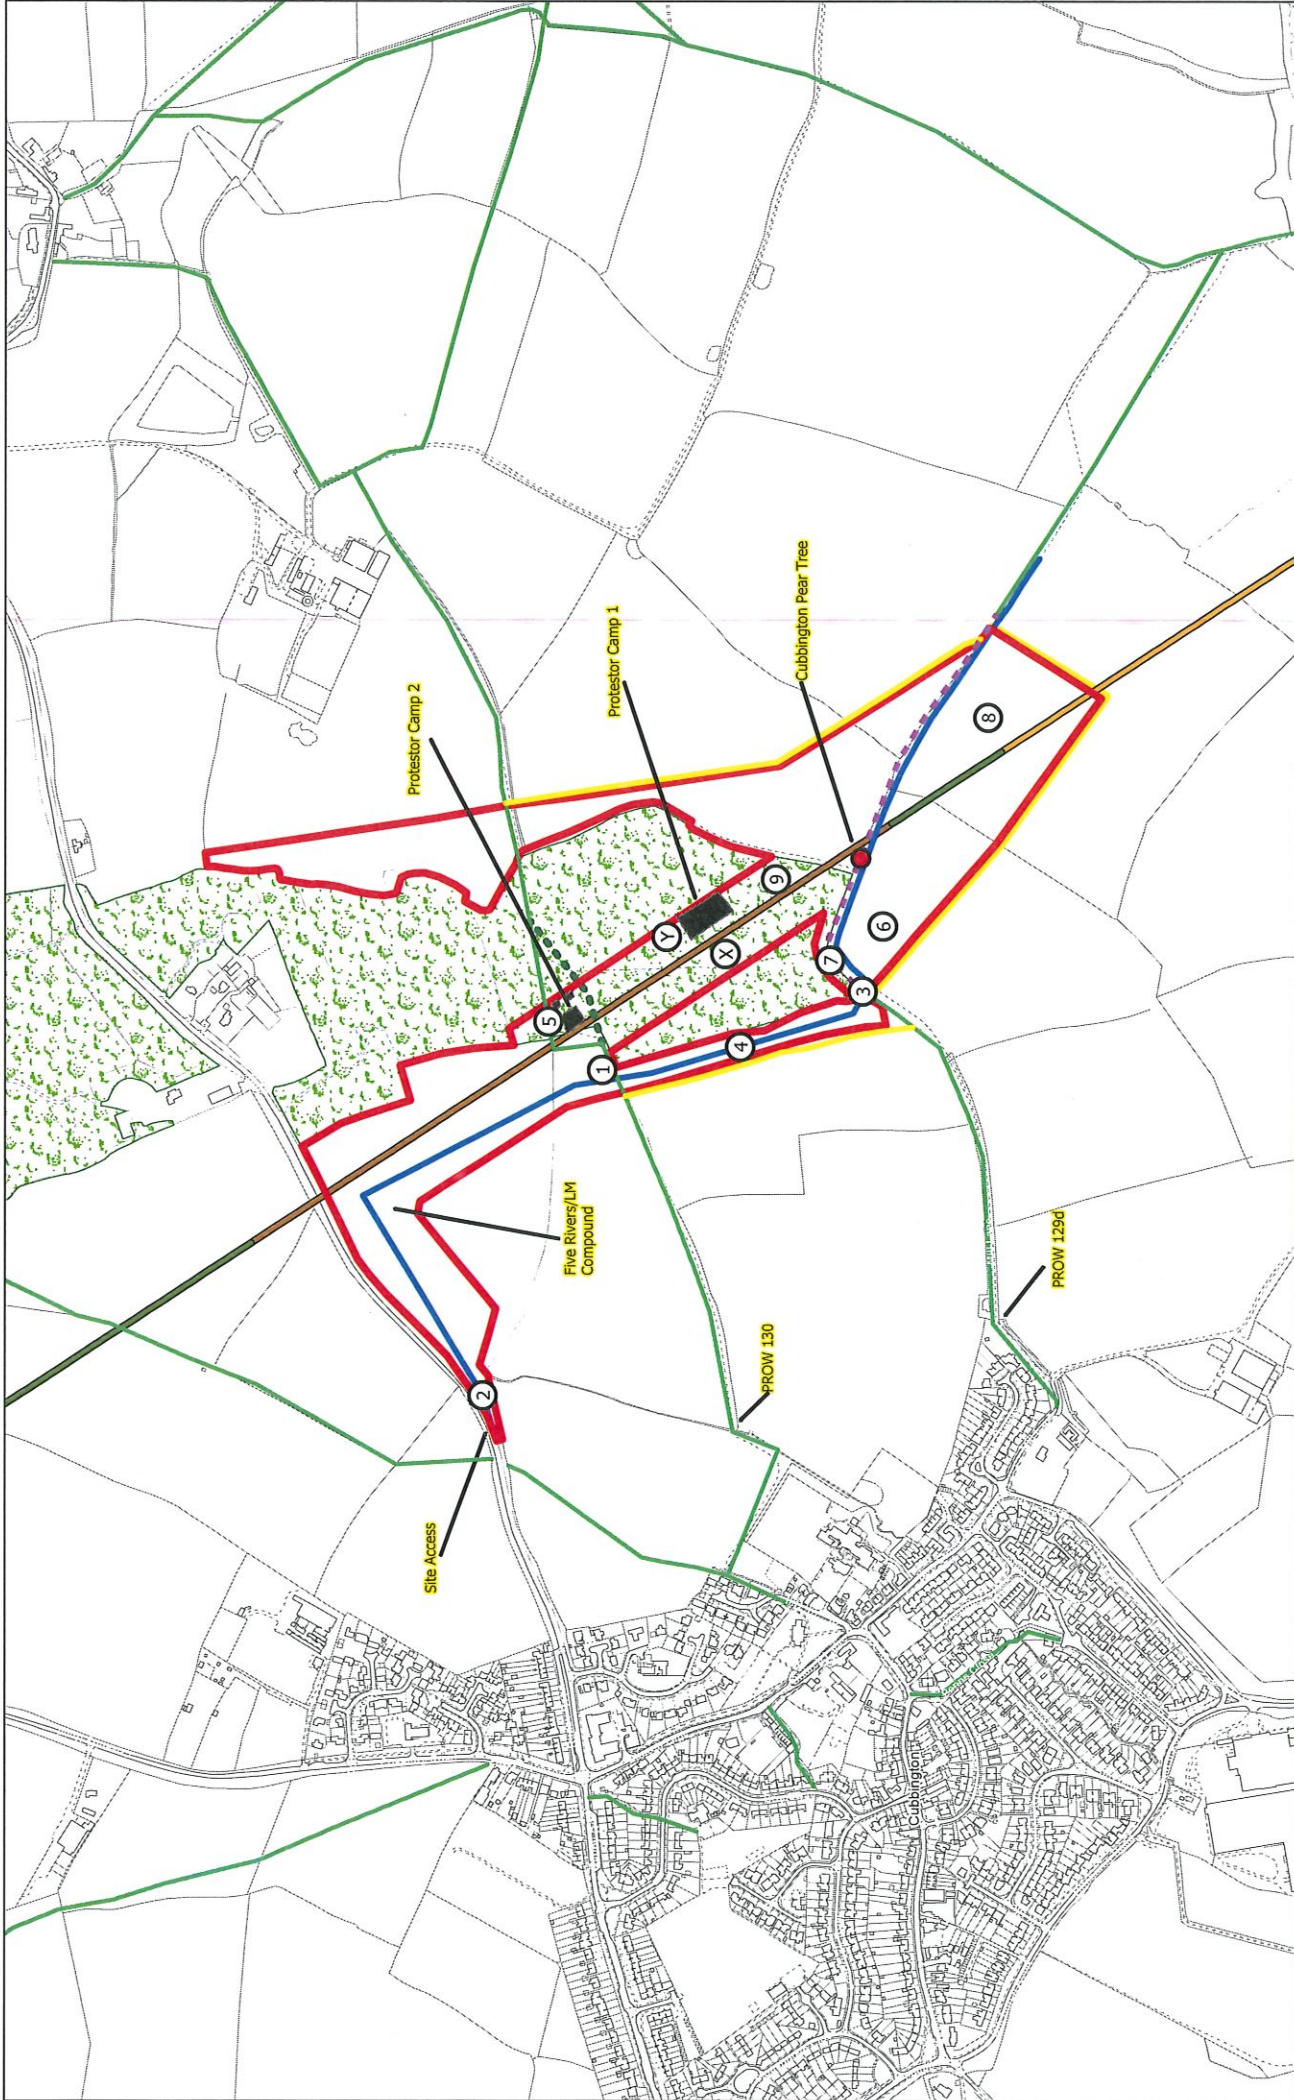 Site Access
Protestor Camp 2
2
5
Five Rivers/LM
Compound
1
Protestor Camp 1
Y
X
4
PROW 130
9
Cubbington Pear Tree
7
3
6
Cubbington
8
PROW 129d